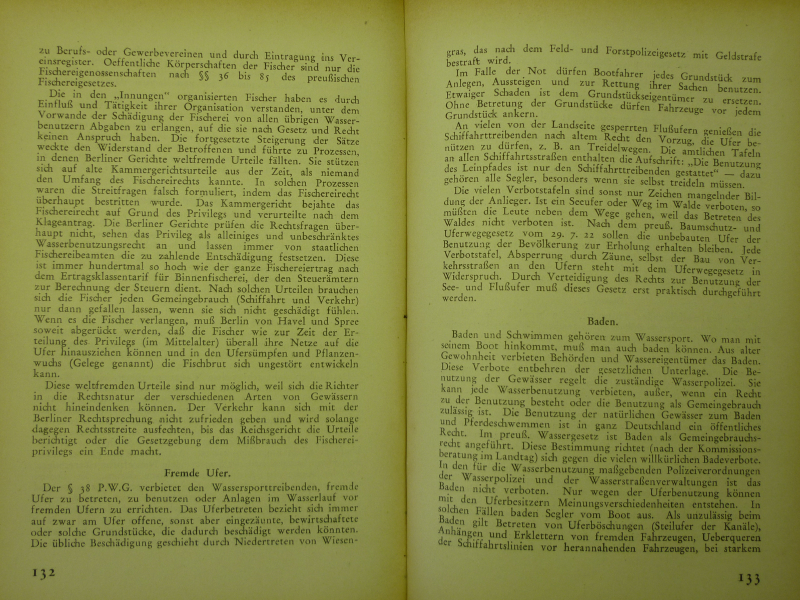 zu Berufs- oder Gewerbevereinen und durch Eintragung ins Ver-
einsregister. Oeffentliche Körperschaften der Fischer sind nur die
Fischereigenossenschaften nach §§ 36 bis 85 des preußischen
Fischereigesetzes.
Die in den „Innungen" organisierten Fischer haben es durch
Einfluß und Tätigkeit ihrer Organisation verstanden, unter dem
Vorwande der Schädigung der Fischerei von allen übrigen Wasser-
benutzern Abgaben zu erlangen, auf die sie nach Gesetz und Recht
keinen Anspruch haben. Die fortgesetzte Steigerung der Sätze
weckte den Widerstand der Betroffenen und führte zu Prozessen,
in denen Berliner Gerichte weltfremde Urteile fällten. Sie stützen
sich auf alte Kammergerichtsurteile aus der Zeit, als niemand
den Umfang des Fischereirechts kannte. In solchen Prozessen
waren die Streitfragen falsch formuliert, indem das Fischereirecht
überhaupt bestritten wurde. Das Kammergericht bejahte das
Fischereirecht auf Grund des Privilegs und verurteilte nach dem
Klageantrag. Die Berliner Gerichte prüfen die Rechtsfragen über-
haupt nicht, sehen das Privileg als alleiniges und unbeschränktes
Wasserbenutzungsrecht an und lassen immer von staatlichen
Fischereibeamten die zu zahlende Entschädigung festsetzen. Diese
ist immer hundertmal so hoch wie der ganze Fischereiertrag nach
dem Ertragsklassentarif für Binnenfischerei, der den Steuerämtern
zur Berechnung der Steuern dient. Nach solchen Urteilen brauchen
sich die Fischer jeden Gemeingebrauch (Schiffahrt und Verkehr)
nur dann gefallen lassen, wenn sie sich nicht geschädigt fühlen.
Wenn es die Fischer verlangen, muß Berlin von Havel und Spree
soweit abgerückt werden, daß die Fischer wie zur Zeit der Er-
teilung des Privilegs (im Mittelalter) überall ihre Netze auf die
Ufer hinausziehen können und in den Ufersümpfen und Pflanzen-
wuchs (Gelege genannt) die Fischbrut sich ungestört entwickeln
kann.
Diese weltfremden Urteile sind nur möglich, weil sich die Richter
in die Rechtsnatur der verschiedenen Arten von Gewässern
nicht hineindenken können. Der Verkehr kann sich mit der
Berliner Rechtsprechung nicht zufrieden geben und wird solange
dagegen Rechtsstreite ausfechten, bis das Reichsgericht die Urteile
berichtigt oder die Gesetzgebung dem Mißbrauch des Fischerei-
privilegs ein Ende macht.
Fremde Ufer.
Der § 38 P.W.G. verbietet den Wassersporttreibenden, fremde
Ufer zu betreten, zu benutzen oder Anlagen im Wasserlauf vor
fremden Ufern zu errichten. Das Uferbetreten bezieht sich immer
auf zwar am Ufer offene, sonst aber eingezäunte, bewirtschaftete
oder solche Grundstücke, die dadurch beschädigt werden könnten.
Die übliche Beschädigung geschieht durch Niedertreten von Wiesen-
132
gras, das nach dem Feld- und Forstpolizeigesetz mit Geldstrafe
bestraft wird.
Im Falle der Not dürfen Bootfahrer jedes Grundstück zum
Anlegen, Aussteigen und zur Rettung ihrer Sachen benutzen.
Etwaiger Schaden ist dem Grundstückseigentümer zu ersetzen.
Ohne Betretung der Grundstücke dürfen Fahrzeuge vor jedem
Grundstück ankern.
An vielen von der Landseite gesperrten Flußufern genießen die
Schiffahrttreibenden nach altem Recht den Vorzug, die Ufer be-
nützen zu dürfen, z. B. an Treidelwegen. Die amtlichen Tafeln
an allen Schiffahrtsstraßen enthalten die Aufschrift: „Die Benutzung
des Leinpfades ist nur den Schiffahrttreibenden gestattet" — dazu
gehören alle Segler, besonders wenn sie selbst treideln müssen.
Die vielen Verbotstafeln sind sonst nur Zeichen mangelnder Bil-
dung der Anlieger. Ist ein Seeufer oder Weg im Walde verboten, so
müßten die Leute neben dem Wege gehen, weil das Betreten des
Waldes nicht verboten ist. Nach dem preuß. Baumschutz- und
Uferwegegesetz vom 29. 7. 22 sollen die unbebauten Ufer der
Benutzung der Bevölkerung zur Erholung erhalten bleiben. Jede
Verbotstafel, Absperrung durch Zäune, selbst der Bau von Ver-
kehrsstraßen an den Ufern steht mit dem Uferwegegesetz in
Widerspruch. Durch Verteidigung des Rechts zur Benutzung der
See- und Flußufer muß dieses Gesetz erst praktisch durchgeführt
werden.
Baden.
Baden und Schwimmen gehören zum Wassersport. Wo man mit
seinem Boot hinkommt, muß man auch baden können. Aus alter
Gewohnheit verbieten Behörden und Wassereigentümer das Baden.
Diese Verbote entbehren der gesetzlichen Unterlage. Die Be-
nutzung der Gewässer regelt die zuständige Wasserpolizei. Sie
kann jede Wasserbenutzung verbieten, außer, wenn ein Recht
zu der Benutzung besteht oder die Benutzung als Gemeingebrauch
zulässig ist. Die Benutzung der natürlichen Gewässer zum Baden
und Pferdeschwemmen ist in ganz Deutschland ein öffentliches
Recht. Im preuß. Wassergesetz ist Baden als Gemeingebrauchs-
recht angeführt. Diese Bestimmung richtet (nach der Kommissions-
beratung im Landtag) sich gegen die vielen willkürlichen Badeverbote.
In den für die Wasserbenutzung maßgebenden Polizeiverordnungen
der Wasserpolizei und der Wasserstraßenverwaltungen ist das
Baden nicht verboten. Nur wegen der Uferbenutzung können
mit den Uferbesitzern Meinungsverschiedenheiten entstehen. In
solchen Fällen baden Segler vom Boot aus. Als unzulässig beim
Baden gilt Betreten von Uferböschungen (Steilufer der Kanäle),
Anhängen und Erklettern von fremden Fahrzeugen, Ueberqueren
der Schiffahrtslinien vor herannahenden Fahrzeugen, bei starkem
133